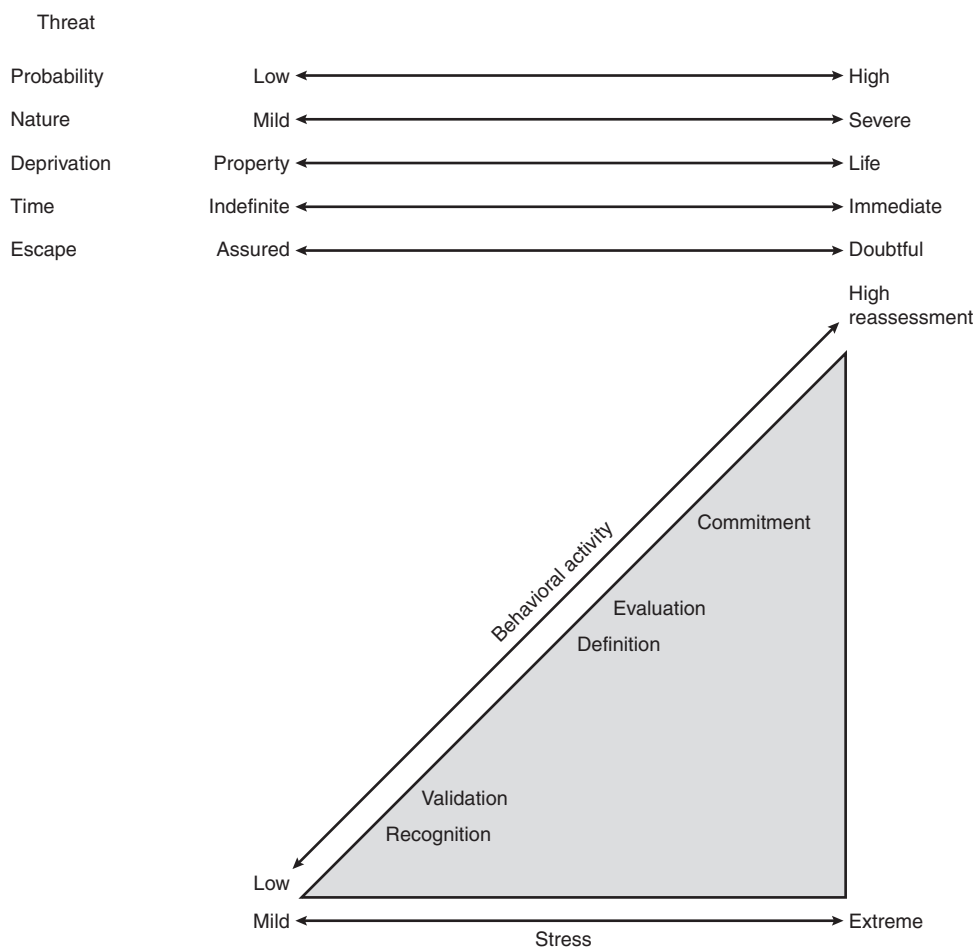 Threat
Probability Low High
Nature Mild Severe
Deprivation Property Life
Time Indefinite Immediate
Escape Assured Doubtful
High
reassessment
Behavioral activity
Commitment
Evaluation
Definition
Validation
Recognition
Low
Mild Extreme
Stress